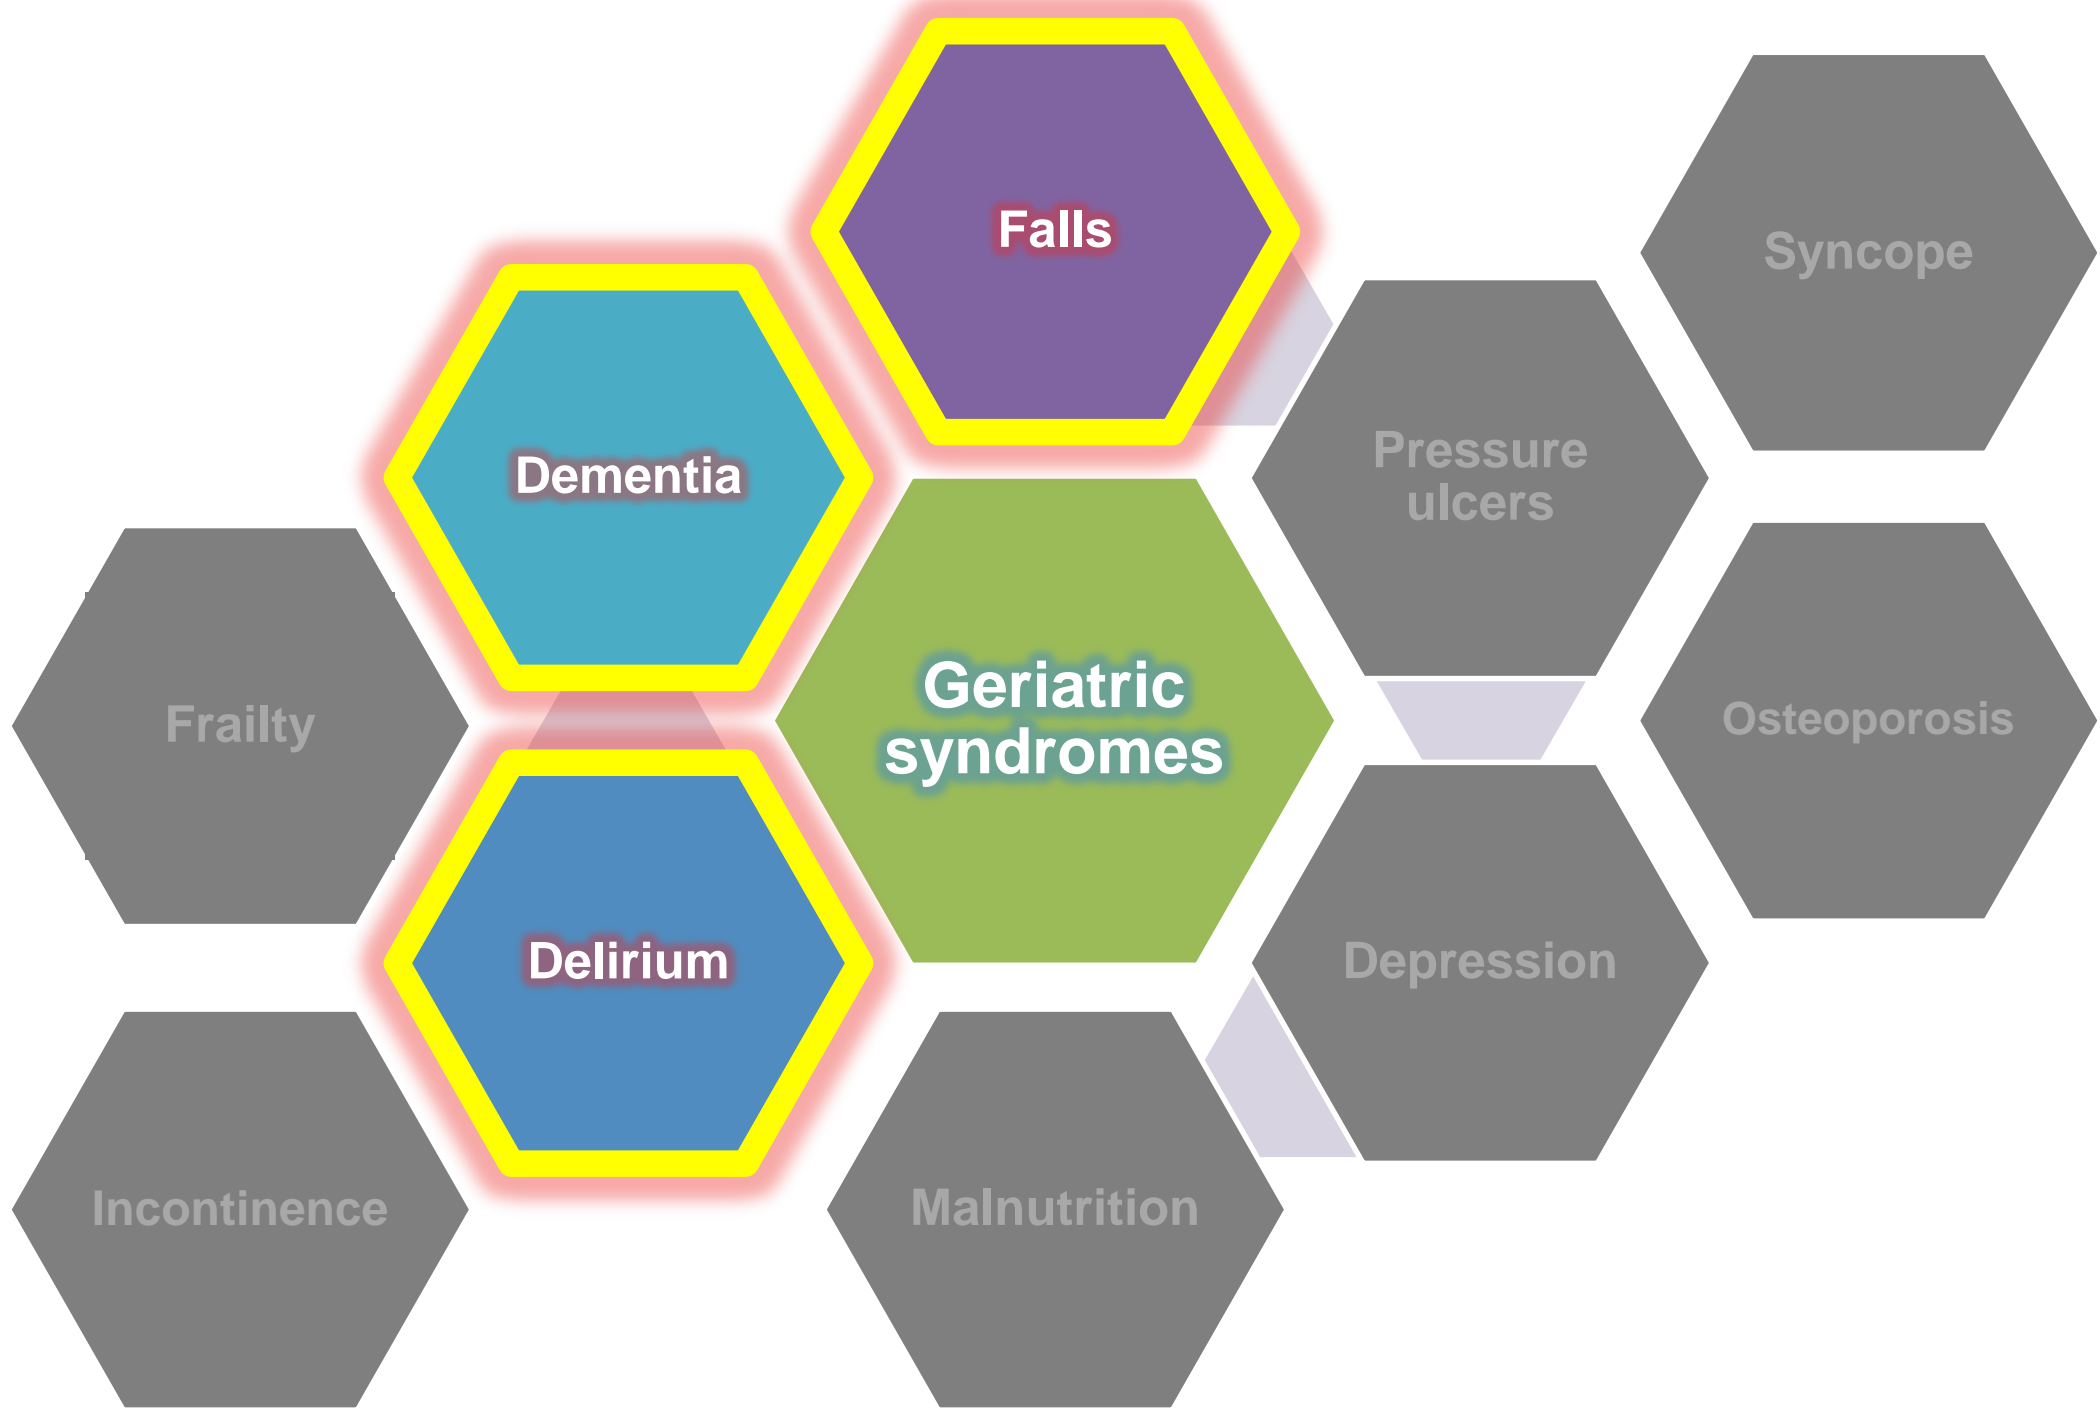 Falls
Syncope
Dementia
Pressure
ulcers
Geriatric
syndromes
Frailty
Osteoporosis
Delirium
Depression
Incontinence
Malnutrition